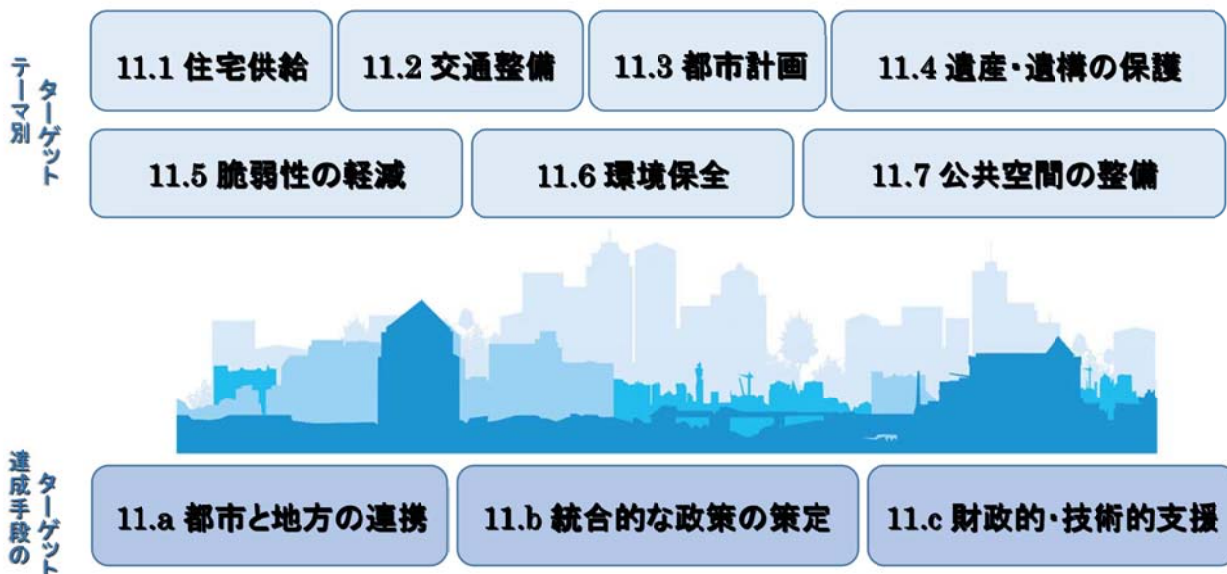 テーマ別
ターゲット
11.1 住宅供給
11.2 交通整備
11.3 都市計画
11.4 遺産・遺構の保護
11.5 脆弱性の軽減
11.6 環境保全
11.7 公共空間の整備
達成手段の
ターゲット
11.a 都市と地方の連携
11.b 統合的な政策の策定
11.c 財政的・技術的支援